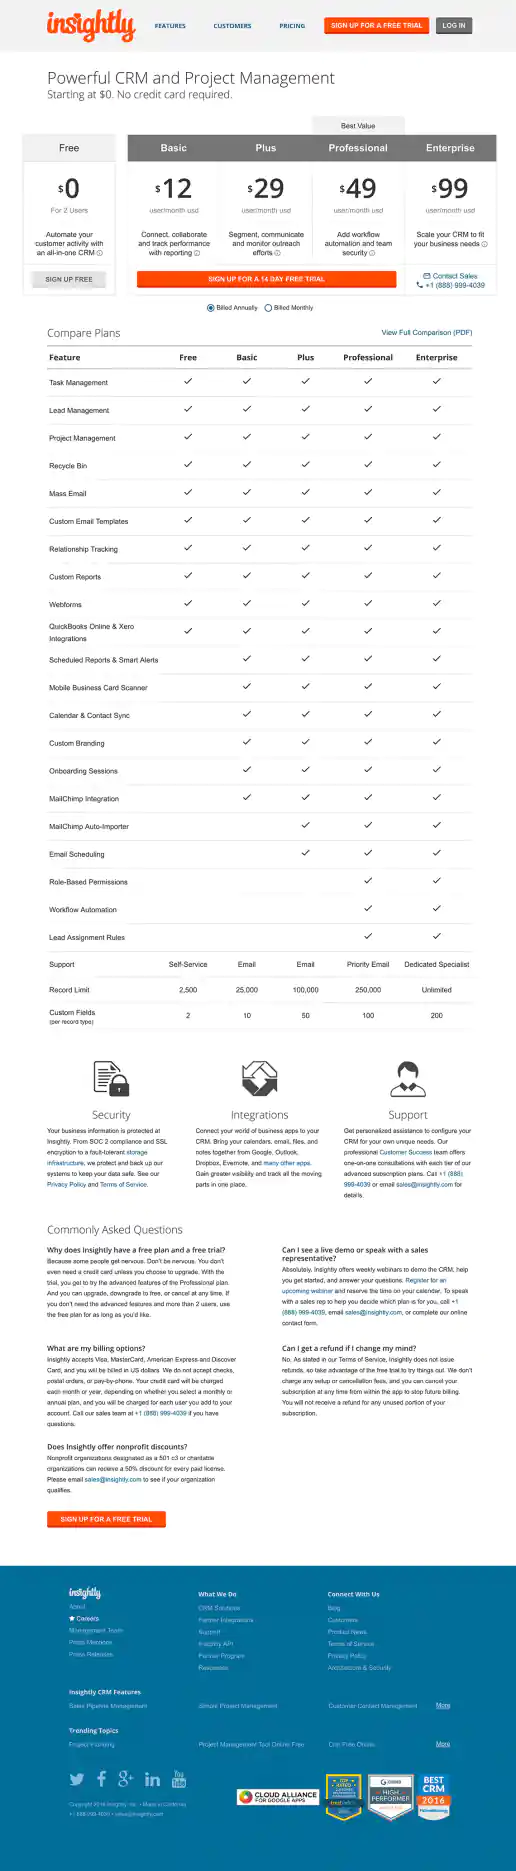 insightly
FEATURES
CUSTOMERS
PRICING
SIGN UP FOR A FREE TRIAL
LOG IN
Powerful CRM and Project Management
Starting at $0. No credit card required.
Best Value
Free
Basic
Plus
Professional
Enterprise
$0
$12
$29
$49
$99
For 2 Users
user/month usd
user/month usd
user/month usd
user/month usd
Automate your
customer activity with
an all-in-one CRM
Connect, collaborate
and track performance
with reporting
Segment, communicate
and monitor outreach
efforts
Add workflow
automation and team
security
Scale your CRM to fit
your business needs
SIGN UP FREE
SIGN UP FOR A 14 DAY FREE TRIAL
Contact Sales
+1 (888) 999-4039
Billed Annually
Billed Monthly
Compare Plans
View Full Comparison (PDF)
Feature Free Basic Plus Professional Enterprise
Task Management
Lead Management
Project Management
Recycle Bin
Mass Email
Custom Email Templates
Relationship Tracking
Custom Reports
Webforms
QuickBooks Online & Xero
Integrations
Scheduled Reports & Smart Alerts
Mobile Business Card Scanner
Calendar & Contact Sync
Custom Branding
Onboarding Sessions
MailChimp Integration
MailChimp Auto-Importer
Email Scheduling
Role-Based Permissions
Workflow Automation
Lead Assignment Rules
Support Self-Service Email Email Priority Email Dedicated Specialist
Record Limit 2,500 25,000 100,000 250,000 Unlimited
Custom Fields 2 10 50 100 200
(per record type)
Security
Your business information is protected at
Insightly. From SOC 2 compliance and SSL
encryption to a fault-tolerant storage
infrastructure, we protect and back up our
systems to keep your data safe. See our
Privacy Policy and Terms of Service.
Integrations
Connect your world of business apps to your
CRM. Bring your calendars, email, files, and
notes together from Google, Outlook,
Dropbox, Evernote, and many other apps.
Gain greater visibility and track all the moving
parts in one place.
Support
Get personalized assistance to configure your
CRM for your own unique needs. Our
professional Customer Success team offers
one-on-one consultations with each tier of our
advanced subscription plans. Call +1 (888)
999-4039 or email sales@insightly.com for
details.
Commonly Asked Questions
Why does Insightly have a free plan and a free trial?
Because some people get nervous. Don't be nervous. You don't
even need a credit card unless you choose to upgrade. With the
trial, you get to try the advanced features of the Professional plan.
And you can upgrade, downgrade to free, or cancel at any time. If
you don't need the advanced features and more than 2 users, use
the free plan for as long as you'd like.
Can I see a live demo or speak with a sales
representative?
Absolutely. Insightly offers weekly webinars to demo the CRM, help
you get started, and answer your questions. Register for an
upcoming webinar and reserve the time on your calendar. To speak
with a sales rep to help you decide which plan is for you, call +1
(888) 999-4039, email sales@insightly.com, or complete our online
contact form.
What are my billing options?
Insightly accepts Visa, MasterCard, American Express and Discover
Card, and you will be billed in US dollars. We do not accept checks,
postal orders, or pay-by-phone. Your credit card will be charged
each month or year, depending on whether you select a monthly or
annual plan, and you will be charged for each user you add to your
account. Call our sales team at +1 (888) 999-4039 if you have
questions.
Can I get a refund if I change my mind?
No. As stated in our Terms of Service, Insightly does not issue
refunds, so take advantage of the free trial to try things out. We don't
charge any setup or cancellation fees, and you can cancel your
subscription at any time from within the app to stop future billing.
You will not receive a refund for any unused portion of your
subscription.
Does Insightly offer nonprofit discounts?
Nonprofit organizations designated as a 501 c3 or charitable
organizations can recieve a 50% discount for every paid license.
Please email sales@insightly.com to see if your organization
qualifies.
SIGN UP FOR A FREE TRIAL
insightly
About
Careers
Management Team
Press Mentions
Press Releases
What We Do
CRM Solutions
Partner Integrations
Support
Insightly API
Partner Program
Resources
Connect With Us
Blog
Customers
Product News
Terms of Service
Privacy Policy
Architecture & Security
Insightly CRM Features
Sales Pipeline Management
Simple Project Management
Customer Contact Management
More
Trending Topics
Project Planning
Project Management Tool Online Free
Crm Free Online
More
You
Tube
Copyright 2016 Insightly, Inc. • Made in California
+1 888-999-4039 • sales@insightly.com
CLOUD ALLIANCE
FOR GOOGLE APPS
TOP
RATED
HIGH
PERFORMER
BEST
CRM
2016